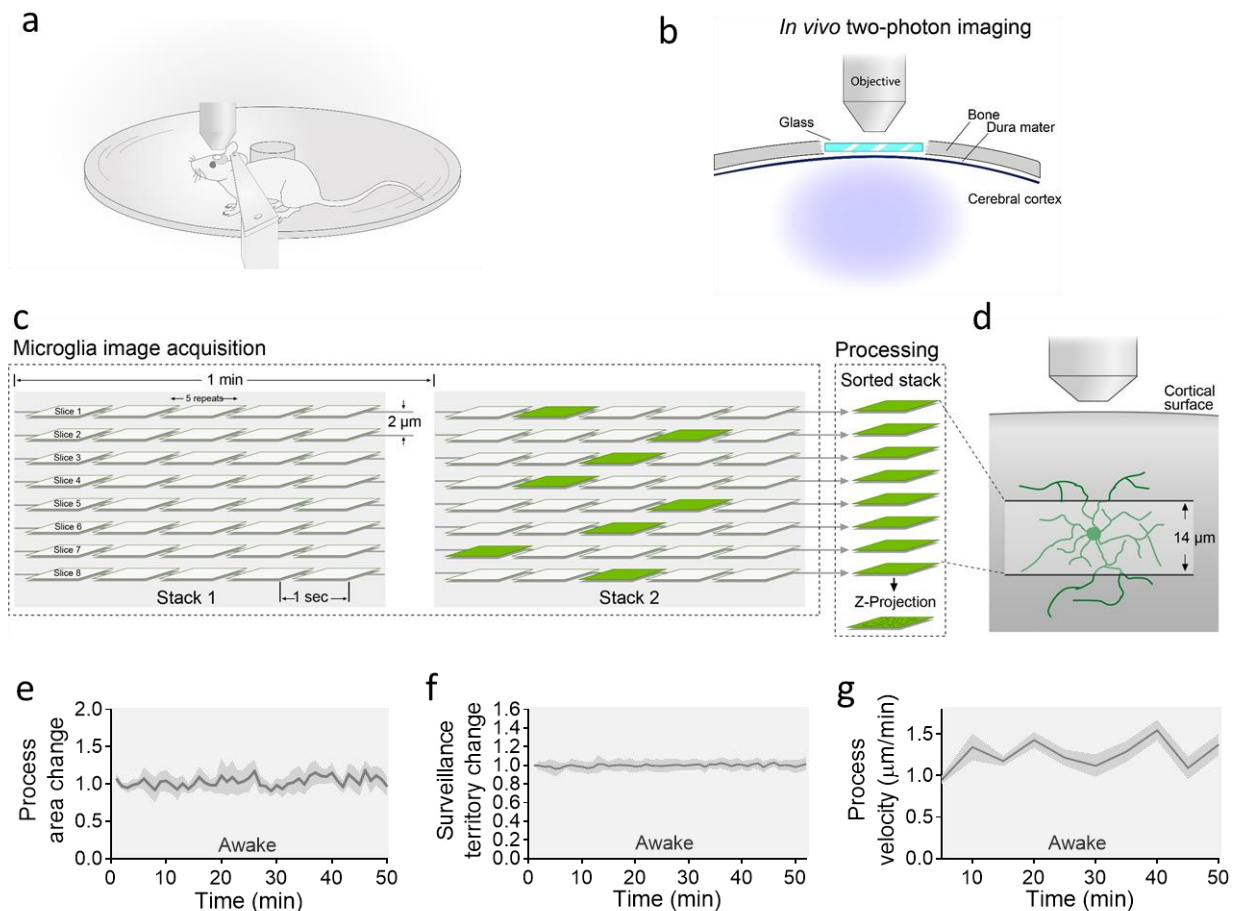 a
b
In vivo two-photon imaging
Objective
Glass
Bone
Dura mater
Cerebral cortex
c
Microglia image acquisition
1 min
5 repeats
2 µm
Slice 1
Slice 2
Slice 3
Slice 4
Slice 5
Slice 6
Slice 7
Slice 8
1 sec
Stack 1
Stack 2
Processing
Sorted stack
Z-Projection
d
Cortical
surface
14 µm
e
Process
area change
2.0
1.5
1.0
0.5
0.0
Awake
0 10 20 30 40 50
Time (min)
f
Surveillance
territory change
1.6
1.4
1.2
1.0
0.8
0.6
0.4
0.2
0.0
Awake
0 10 20 30 40 50
Time (min)
g
Process
velocity (µm/min)
1.5
1.0
0.5
0.0
Awake
10 20 30 40 50
Time (min)